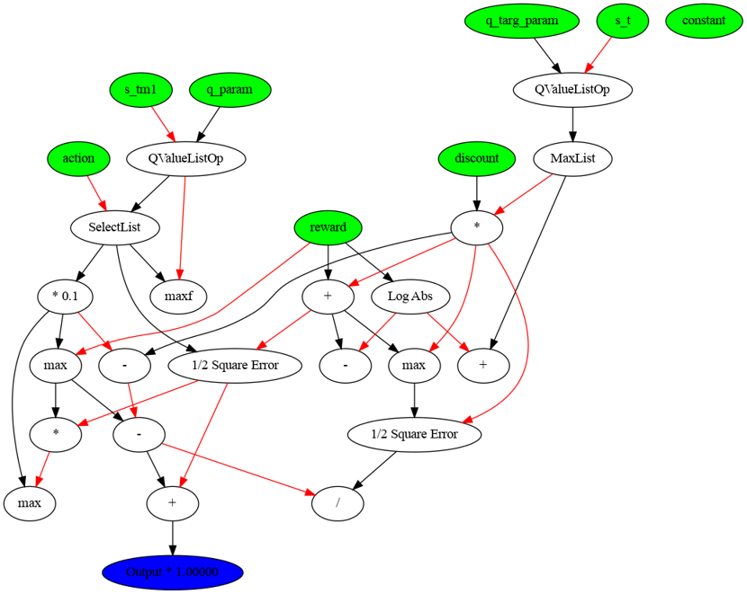 q_targ_param
s_t
constant
s_tm1
q_param
QValueListOp
action
QValueListOp
discount
MaxList
SelectList
reward
*
* 0.1
maxf
+
Log Abs
max
-
1/2 Square Error
-
max
+
*
-
1/2 Square Error
max
+
/
Output * 1.00000